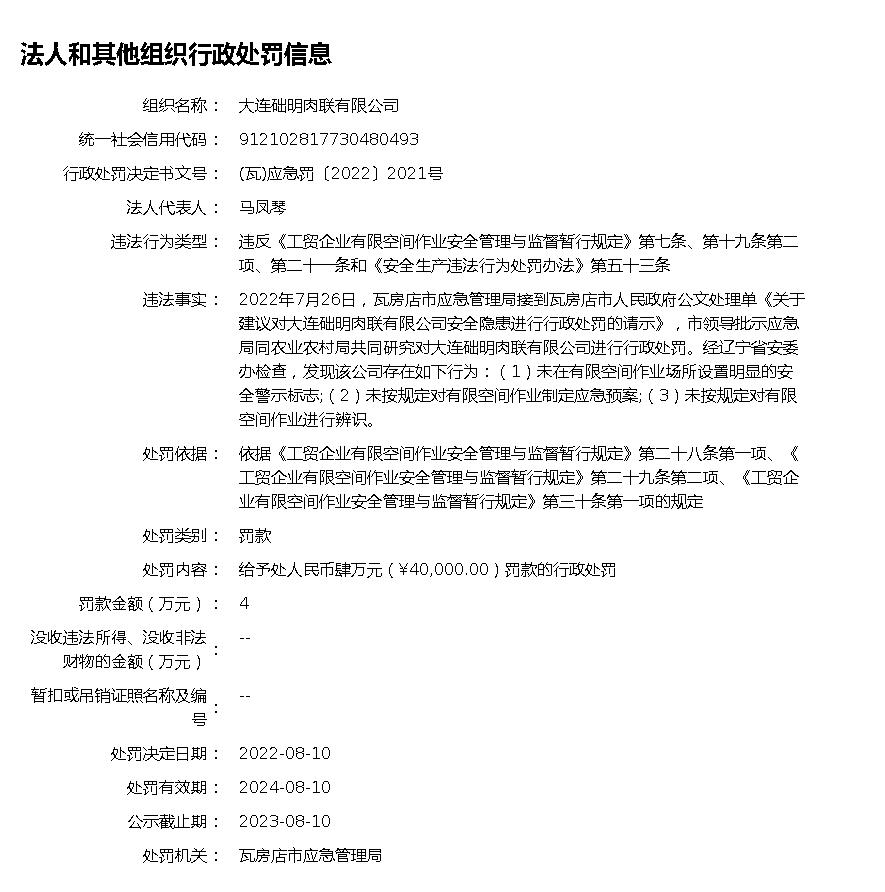 法人和其他组织行政处罚信息
组织名称： 大连础明肉联有限公司
统一社会信用代码： 912102817730480493
行政处罚决定书文号： (瓦)应急罚〔2022〕2021号
法人代表人： 马凤琴
违法行为类型： 违反《工贸企业有限空间作业安全管理与监督暂行规定》第七条、第十九条第二
项、第二十一条和《安全生产违法行为处罚办法》第五十三条
违法事实： 2022年7月26日，瓦房店市应急管理局接到瓦房店市人民政府公文处理单《关于
建议对大连础明肉联有限公司安全隐患进行行政处罚的请示》，市领导批示应急
局同农业农村局共同研究对大连础明肉联有限公司进行行政处罚。经辽宁省安委
办检查，发现该公司存在如下行为：（1）未在有限空间作业场所设置明显的安
全警示标志;（2）未按规定对有限空间作业制定应急预案;（3）未按规定对有限
空间作业进行辨识。
处罚依据： 依据《工贸企业有限空间作业安全管理与监督暂行规定》第二十八条第一项、《
工贸企业有限空间作业安全管理与监督暂行规定》第二十九条第二项、《工贸企
业有限空间作业安全管理与监督暂行规定》第三十条第一项的规定
处罚类别： 罚款
处罚内容： 给予处人民币肆万元（¥40,000.00）罚款的行政处罚
罚款金额（万元）： 4
没收违法所得、没收非法
财物的金额（万元）： --
暂扣或吊销证照名称及编
号： --
处罚决定日期： 2022-08-10
处罚有效期： 2024-08-10
公示截止期： 2023-08-10
处罚机关： 瓦房店市应急管理局